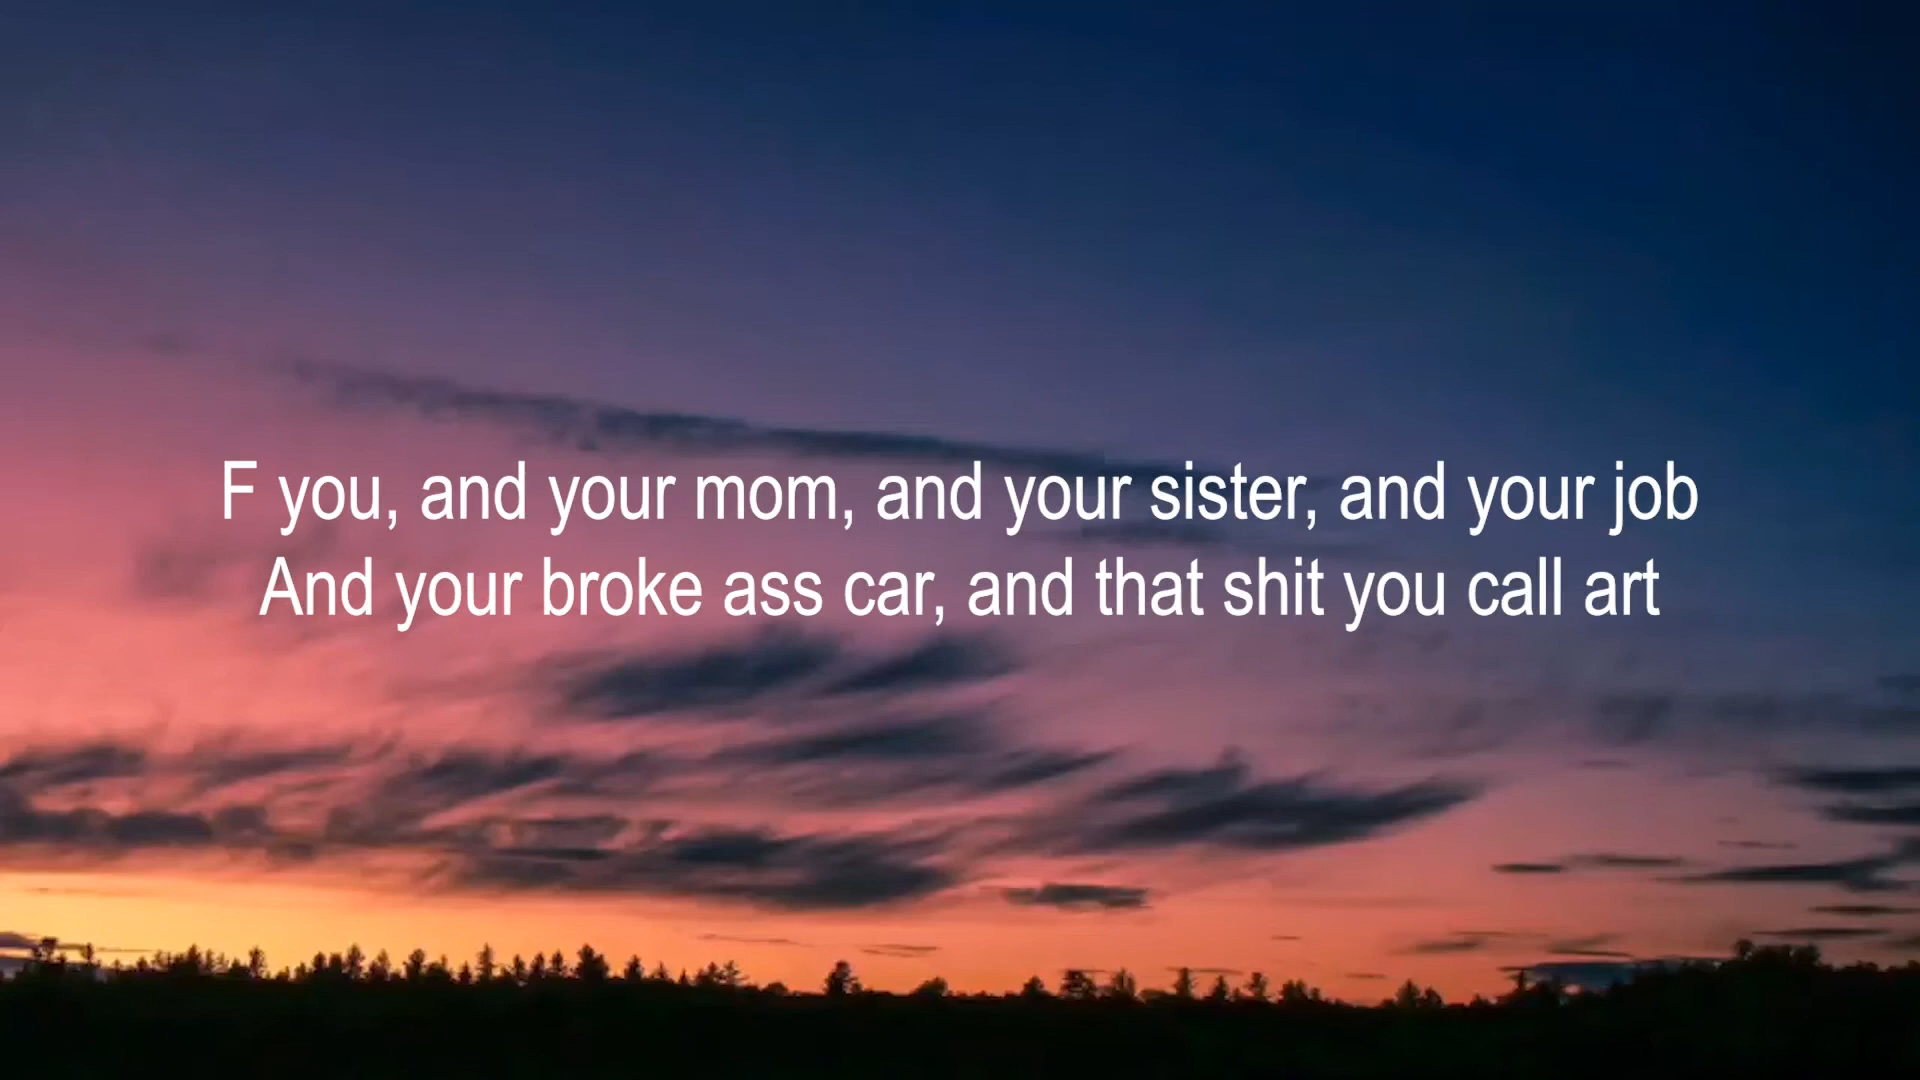 F you, and your mom, and your sister, and your job
And your broke ass car, and that shit you call art